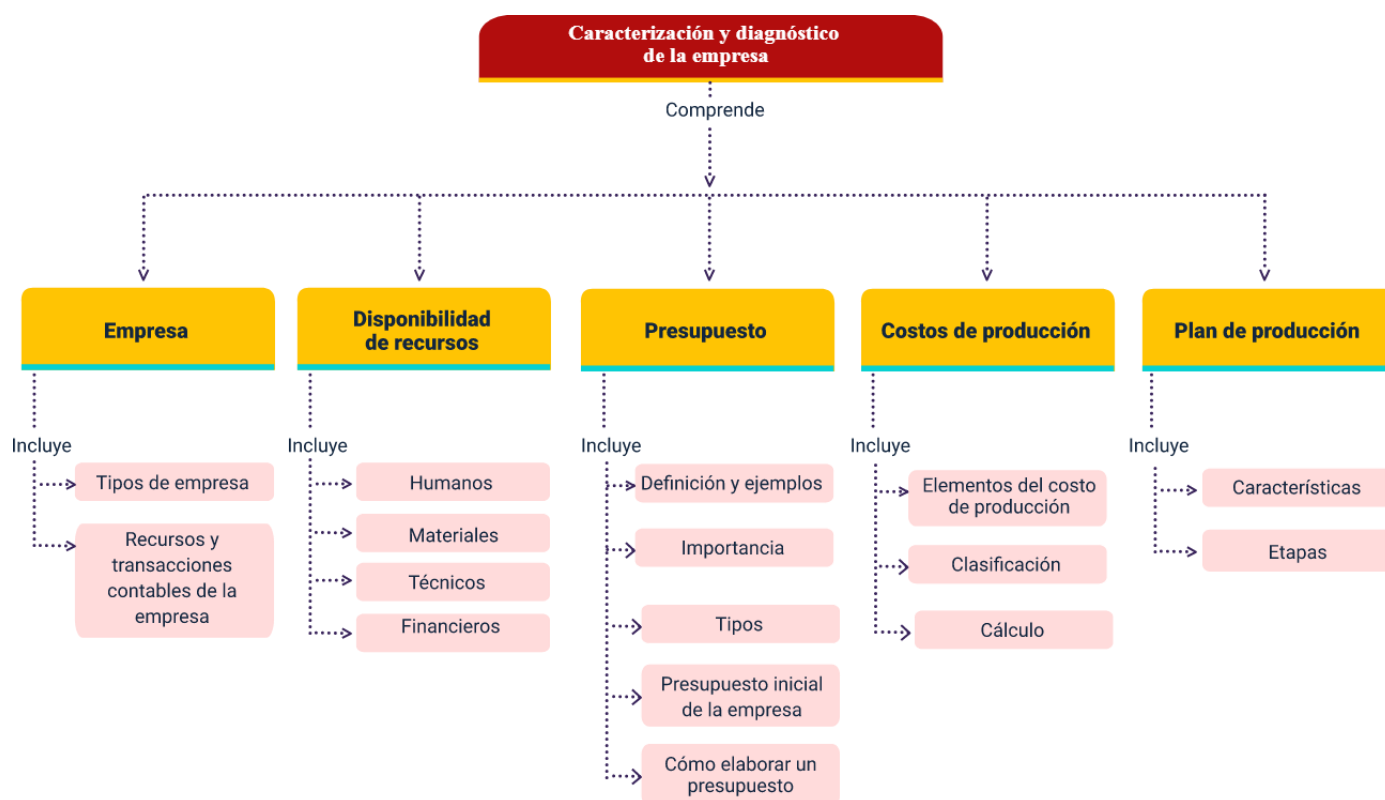 Caracterización y diagnóstico
de la empresa
Comprende
Empresa
Disponibilidad
de recursos
Presupuesto
Costos de producción
Plan de producción
Incluye
Tipos de empresa
Recursos y
transacciones
contables de la
empresa
Incluye
Humanos
Materiales
Técnicos
Financieros
Incluye
Definición y ejemplos
Importancia
Tipos
Presupuesto inicial
de la empresa
Cómo elaborar un
presupuesto
Incluye
Elementos del costo
de producción
Clasificación
Cálculo
Incluye
Características
Etapas